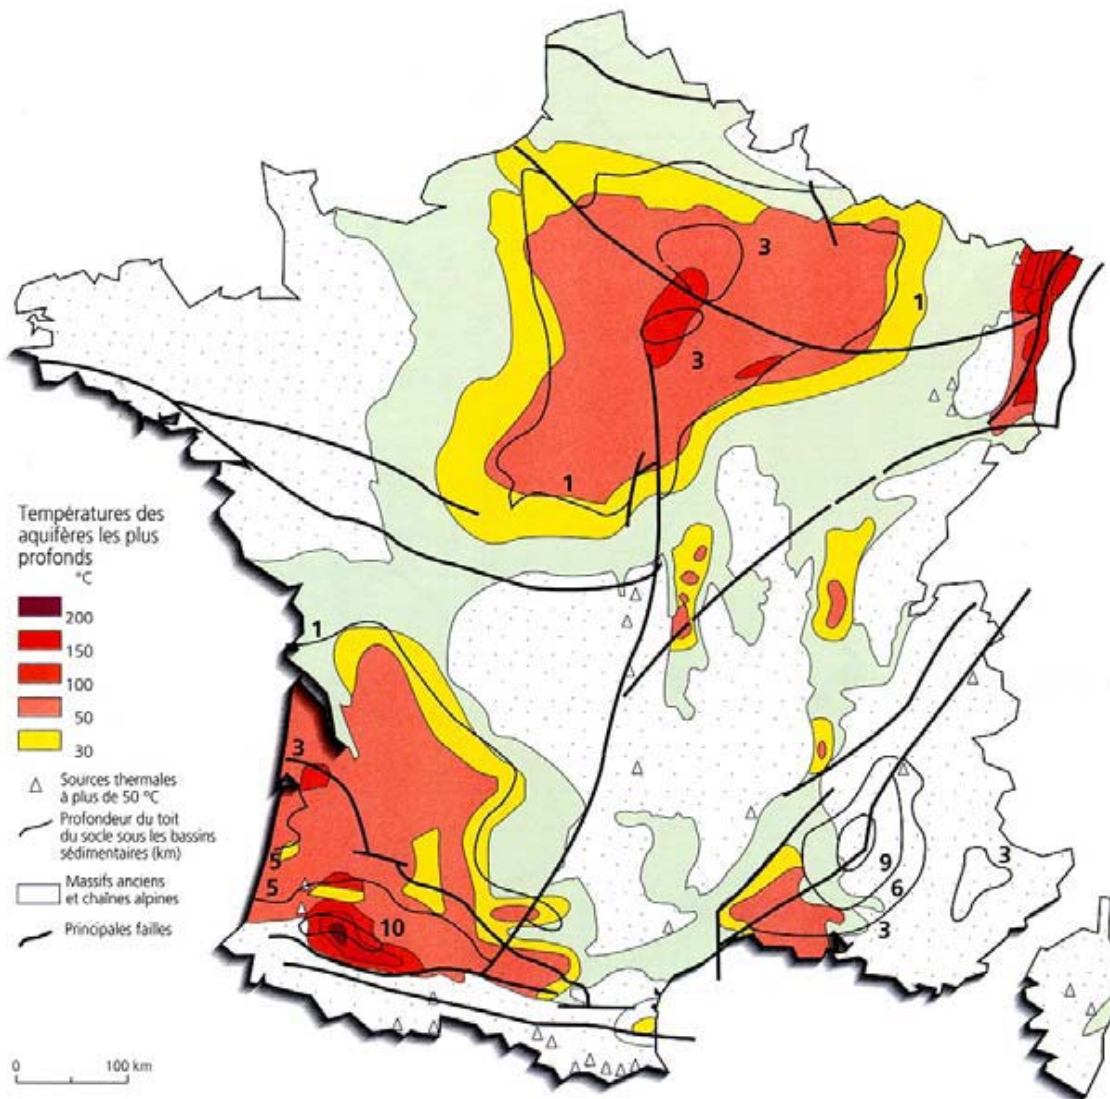 3
1
3
1
1
3
5
5
10
9
6
3
3
Températures des
aquifères les plus
profonds
°C
200
150
100
50
30
Sources thermales
à plus de 50 °C
Profondeur du toit
du socle sous les bassins
sédimentaires (km)
Massifs anciens
et chaînes alpines
Principales failles
0 100 km